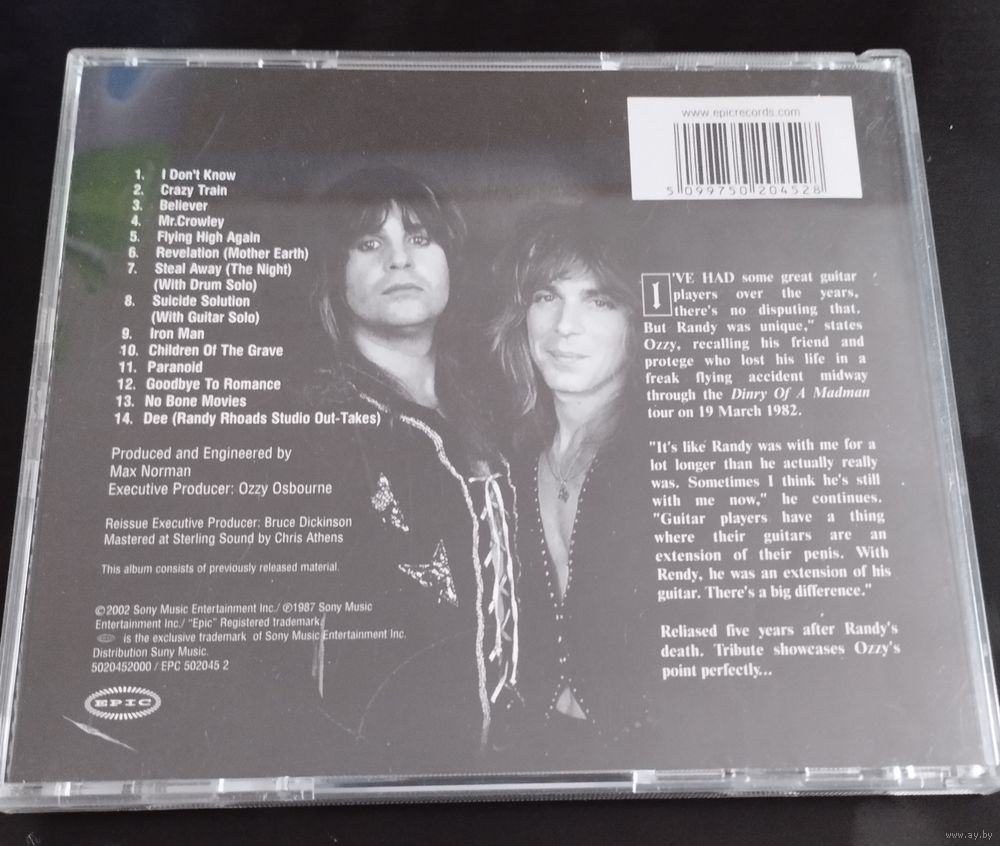 www.epicrecords.com
5 099750 204528
1. I Don't Know
2. Crazy Train
3. Believer
4. Mr.Crowley
5. Flying High Again
6. Revelation (Mother Earth)
7. Steal Away (The Night)
(With Drum Solo)
8. Suicide Solution
(With Guitar Solo)
9. Iron Man
10. Children Of The Grave
11. Paranoid
12. Goodbye To Romance
13. No Bone Movies
14. Dee (Randy Rhoads Studio Out-Takes)
Produced and Engineered by
Max Norman
Executive Producer: Ozzy Osbourne
Reissue Executive Producer: Bruce Dickinson
Mastered at Sterling Sound by Chris Athens
This album consists of previously released material.
©2002 Sony Music Entertainment Inc./ ℗1987 Sony Music
Entertainment Inc./ "Epic" Registered trademark
is the exclusive trademark of Sony Music Entertainment Inc.
Distribution Suny Music.
5020452000 / EPC 502045 2
EPIC
I'VE HAD some great guitar
players over the years,
there's no disputing that.
But Randy was unique," states
Ozzy, recalling his friend and
protege who lost his life in a
freak flying accident midway
through the Dinry Of A Madman
tour on 19 March 1982.
"It's like Randy was with me for a
lot longer than he actually really
was. Sometimes I think he's still
with me now," he continues.
"Guitar players have a thing
where their guitars are an
extension of their penis. With
Rendy, he was an extension of his
guitar. There's a big difference."
Reliased five years after Randy's
death. Tribute showcases Ozzy's
point perfectly...
www.ay.by